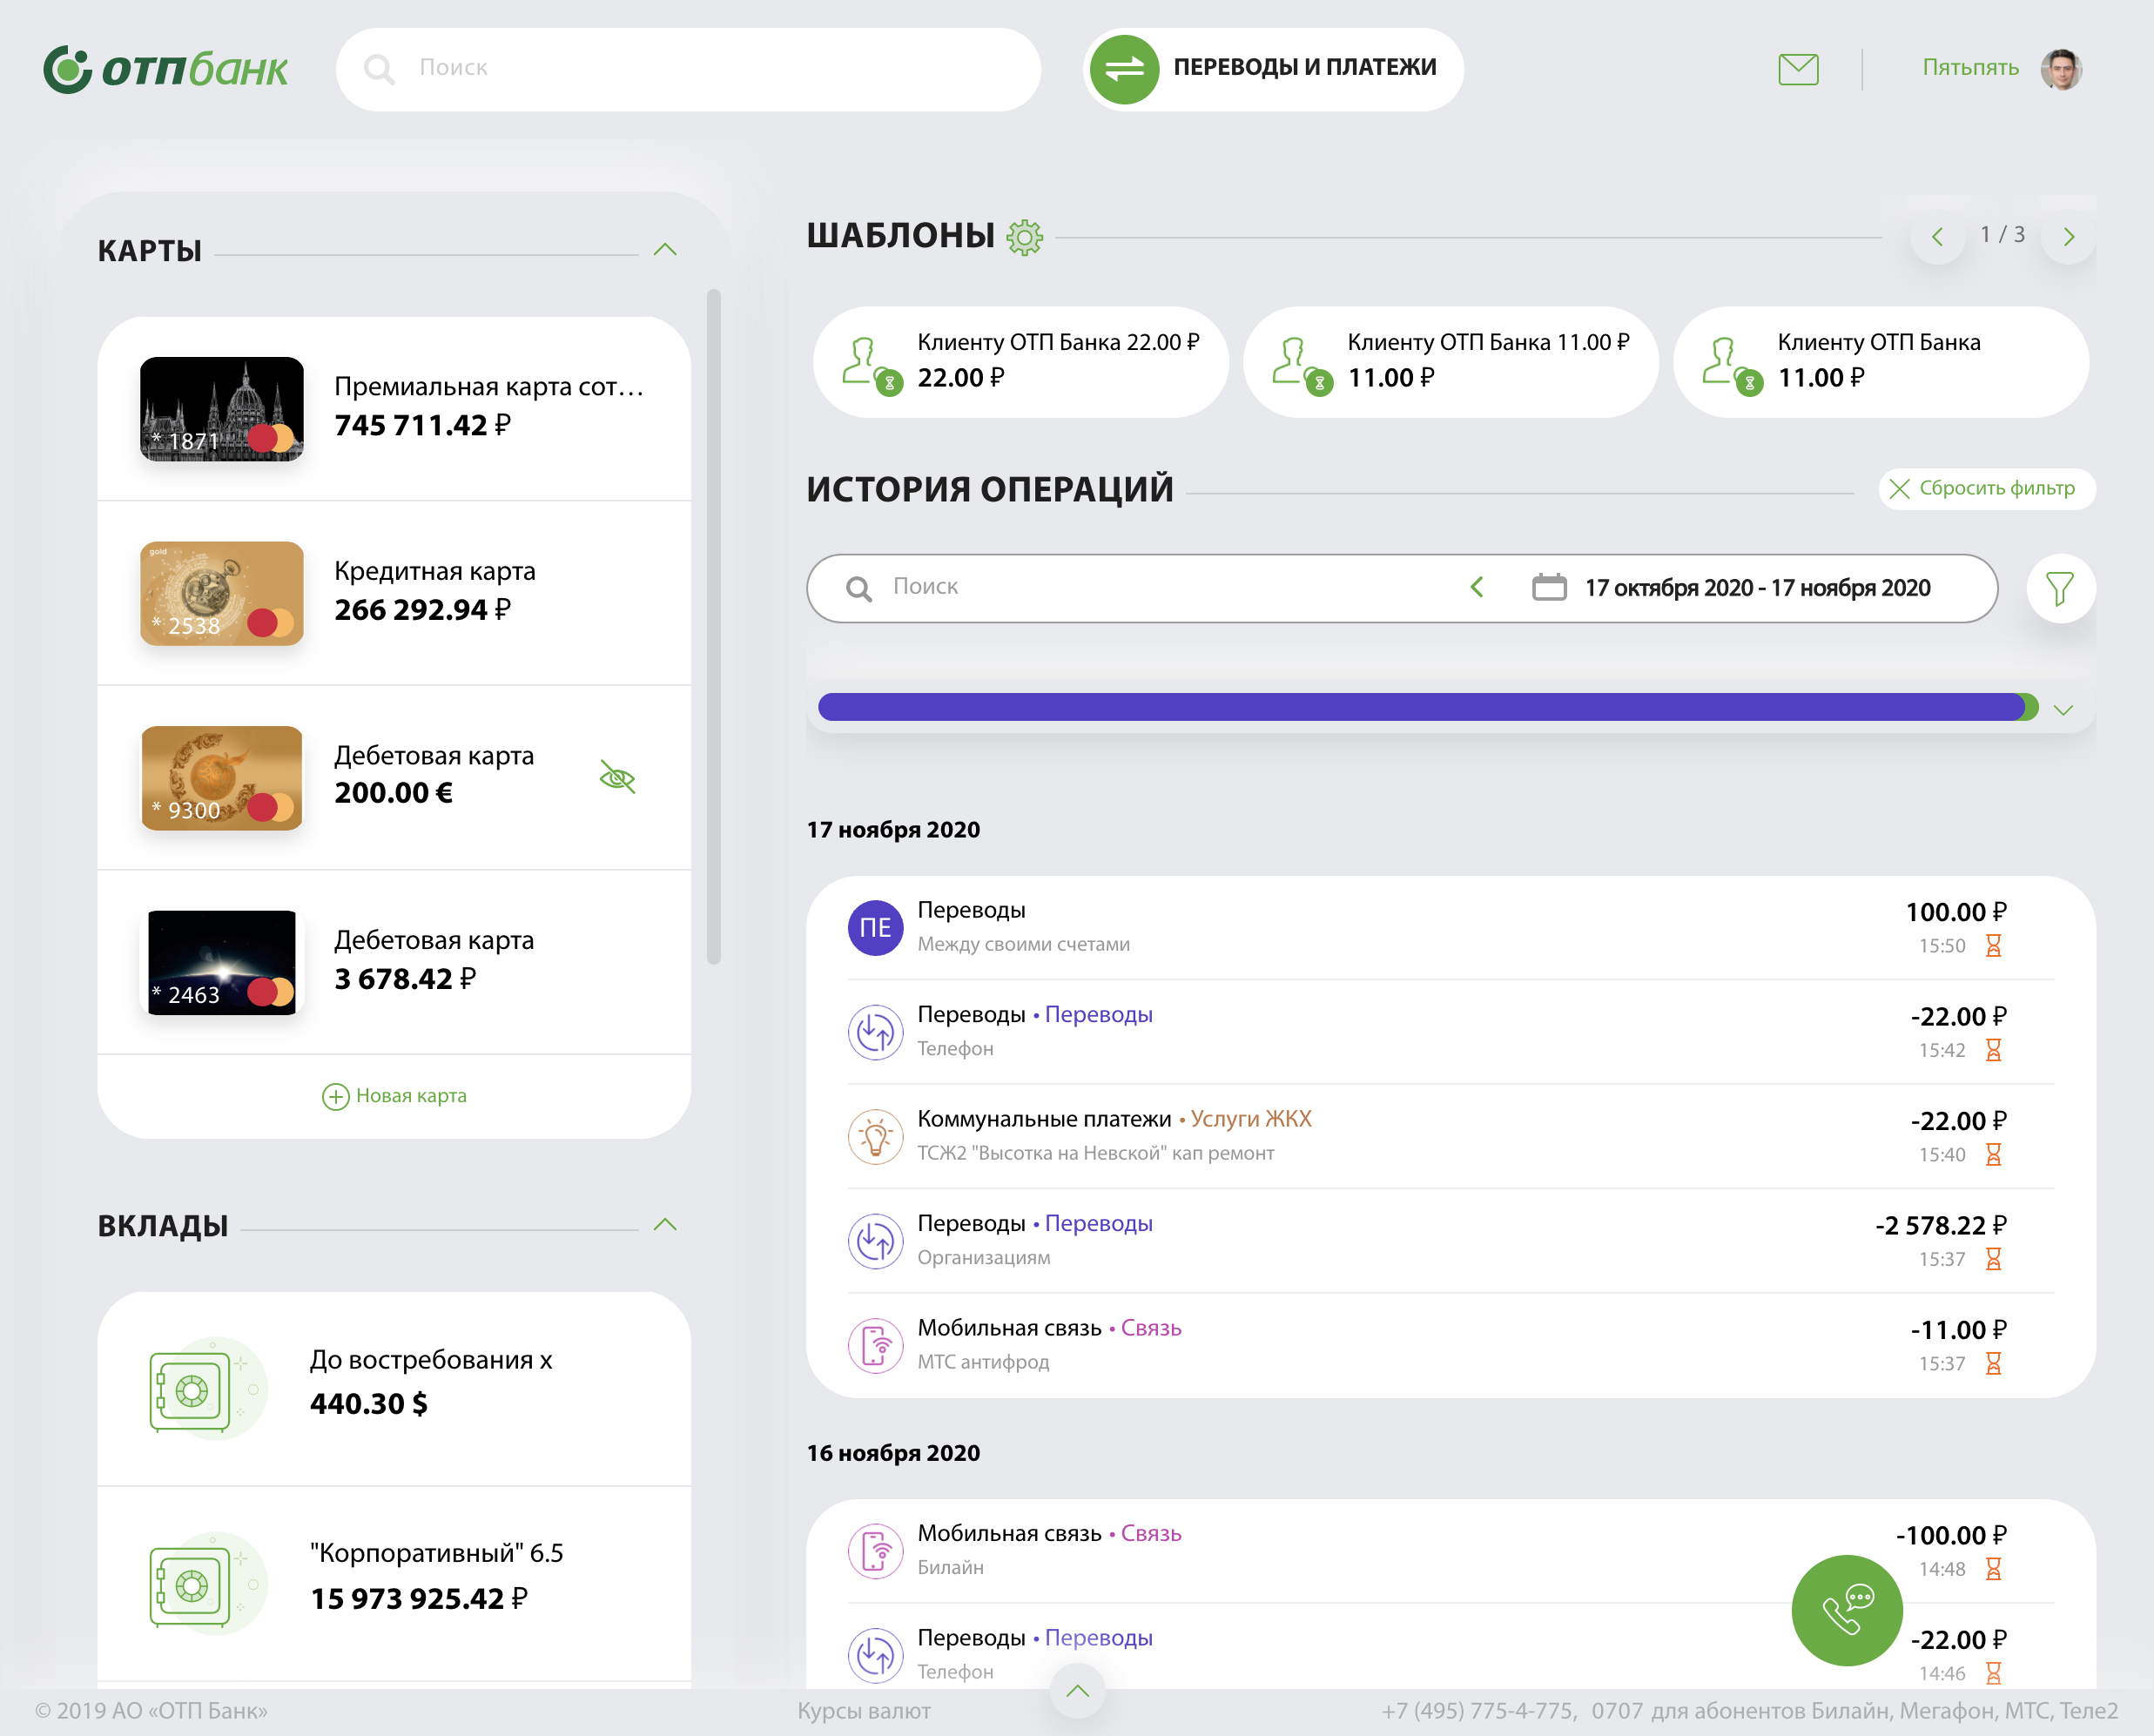 ОТПбанк
Поиск
ПЕРЕВОДЫ И ПЛАТЕЖИ
Пятьпять
КАРТЫ
* 1871
Премиальная карта сот...
745 711.42 ₽
gold
* 2538
Кредитная карта
266 292.94 ₽
* 9300
Дебетовая карта
200.00 €
* 2463
Дебетовая карта
3 678.42 ₽
Новая карта
ВКЛАДЫ
До востребования х
440.30 $
"Корпоративный" 6.5
15 973 925.42 ₽
ШАБЛОНЫ
1 / 3
Клиенту ОТП Банка 22.00 ₽
22.00 ₽
Клиенту ОТП Банка 11.00 ₽
11.00 ₽
Клиенту ОТП Банка
11.00 ₽
ИСТОРИЯ ОПЕРАЦИЙ
Сбросить фильтр
Поиск
17 октября 2020 - 17 ноября 2020
17 ноября 2020
ПЕ
Переводы
100.00 ₽
Между своими счетами
15:50
Переводы • Переводы
-22.00 ₽
Телефон
15:42
Коммунальные платежи • Услуги ЖКХ
-22.00 ₽
ТСЖ2 "Высотка на Невской" кап ремонт
15:40
Переводы • Переводы
-2 578.22 ₽
Организациям
15:37
Мобильная связь • Связь
-11.00 ₽
МТС антифрод
15:37
16 ноября 2020
Мобильная связь • Связь
-100.00 ₽
Билайн
14:48
Переводы • Переводы
-22.00 ₽
Телефон
14:46
© 2019 АО «ОТП Банк»
Курсы валют
+7 (495) 775-4-775, 0707 для абонентов Билайн, Мегафон, МТС, Теле2